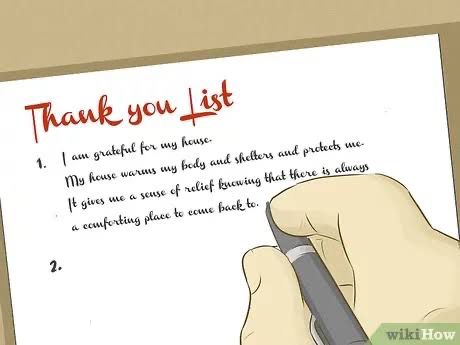 Thank you List
1. I am grateful for my house.
My house warms my body and shelters and protects me.
It gives me a sense of relief knowing that there is always
a comforting place to come back to.
2.
wikiHow